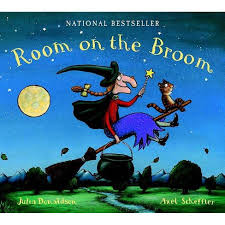 NATIONAL BESTSELLER
Room on the Broom
Julia Donaldson
Axel Scheffler